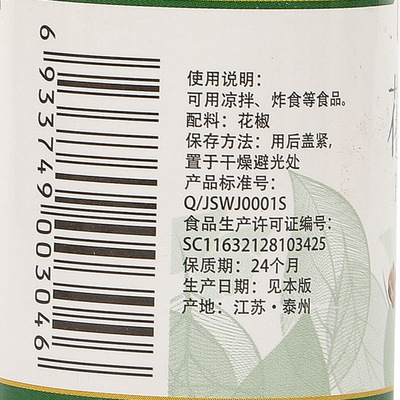 6 933749 003046
使用说明:
可用凉拌、炸食等食品。
配料:花椒
保存方法:用后盖紧,
置于干燥避光处
产品标准号:
Q/JSWJ0001S
食品生产许可证编号:
SC11632128103425
保质期:24个月
生产日期:见本版
产地:江苏·泰州